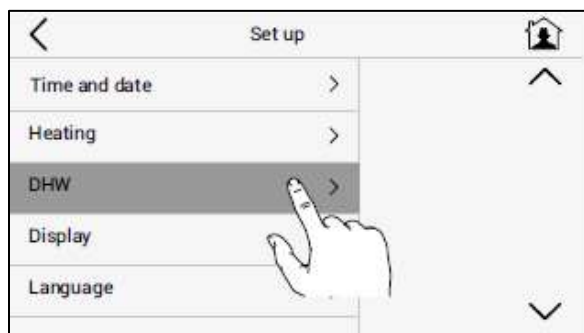 Set up
Time and date
Heating
DHW
Display
Language